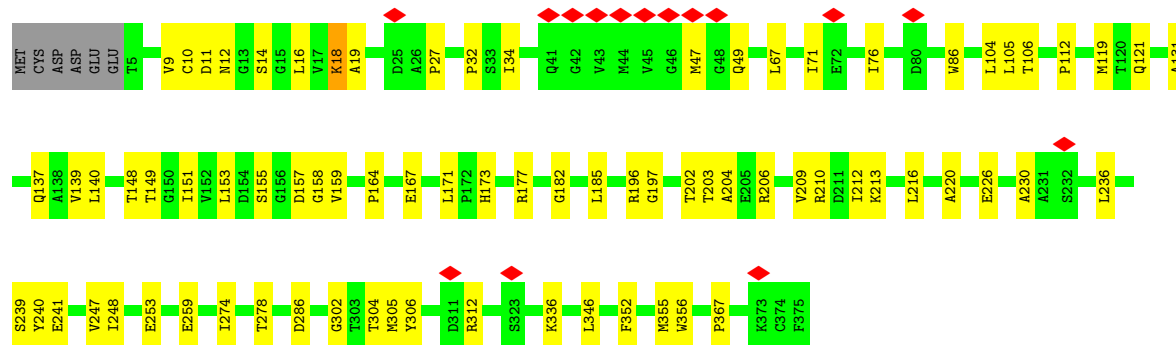 MET CYS ASP ASP GLU GLU T5 V9 C10 D11 N12 G13 S14 G15 L16 V17 K18 A19 D25 A26 P27 P32 S33 I34 Q41 G42 V43 M44 V45 G46 M47 G48 Q49 L67 I71 E72 I76 D80 W86 L104 L105 T106 P112 M119 T120 Q121 A131
Q137 A138 V139 L140 T148 T149 G150 I151 V152 L153 D154 S155 G156 D157 G158 V159 P164 E167 L171 P172 H173 R177 G182 L185 R196 G197 T202 T203 A204 E205 R206 V209 R210 D211 I212 K213 L216 A220 E226 A230 A231 S232 L236
S239 Y240 E241 V247 I248 E253 E259 I274 T278 D286 G302 T303 T304 M305 Y306 D311 R312 S323 K336 L346 F352 M355 W356 P367 K373 C374 F375